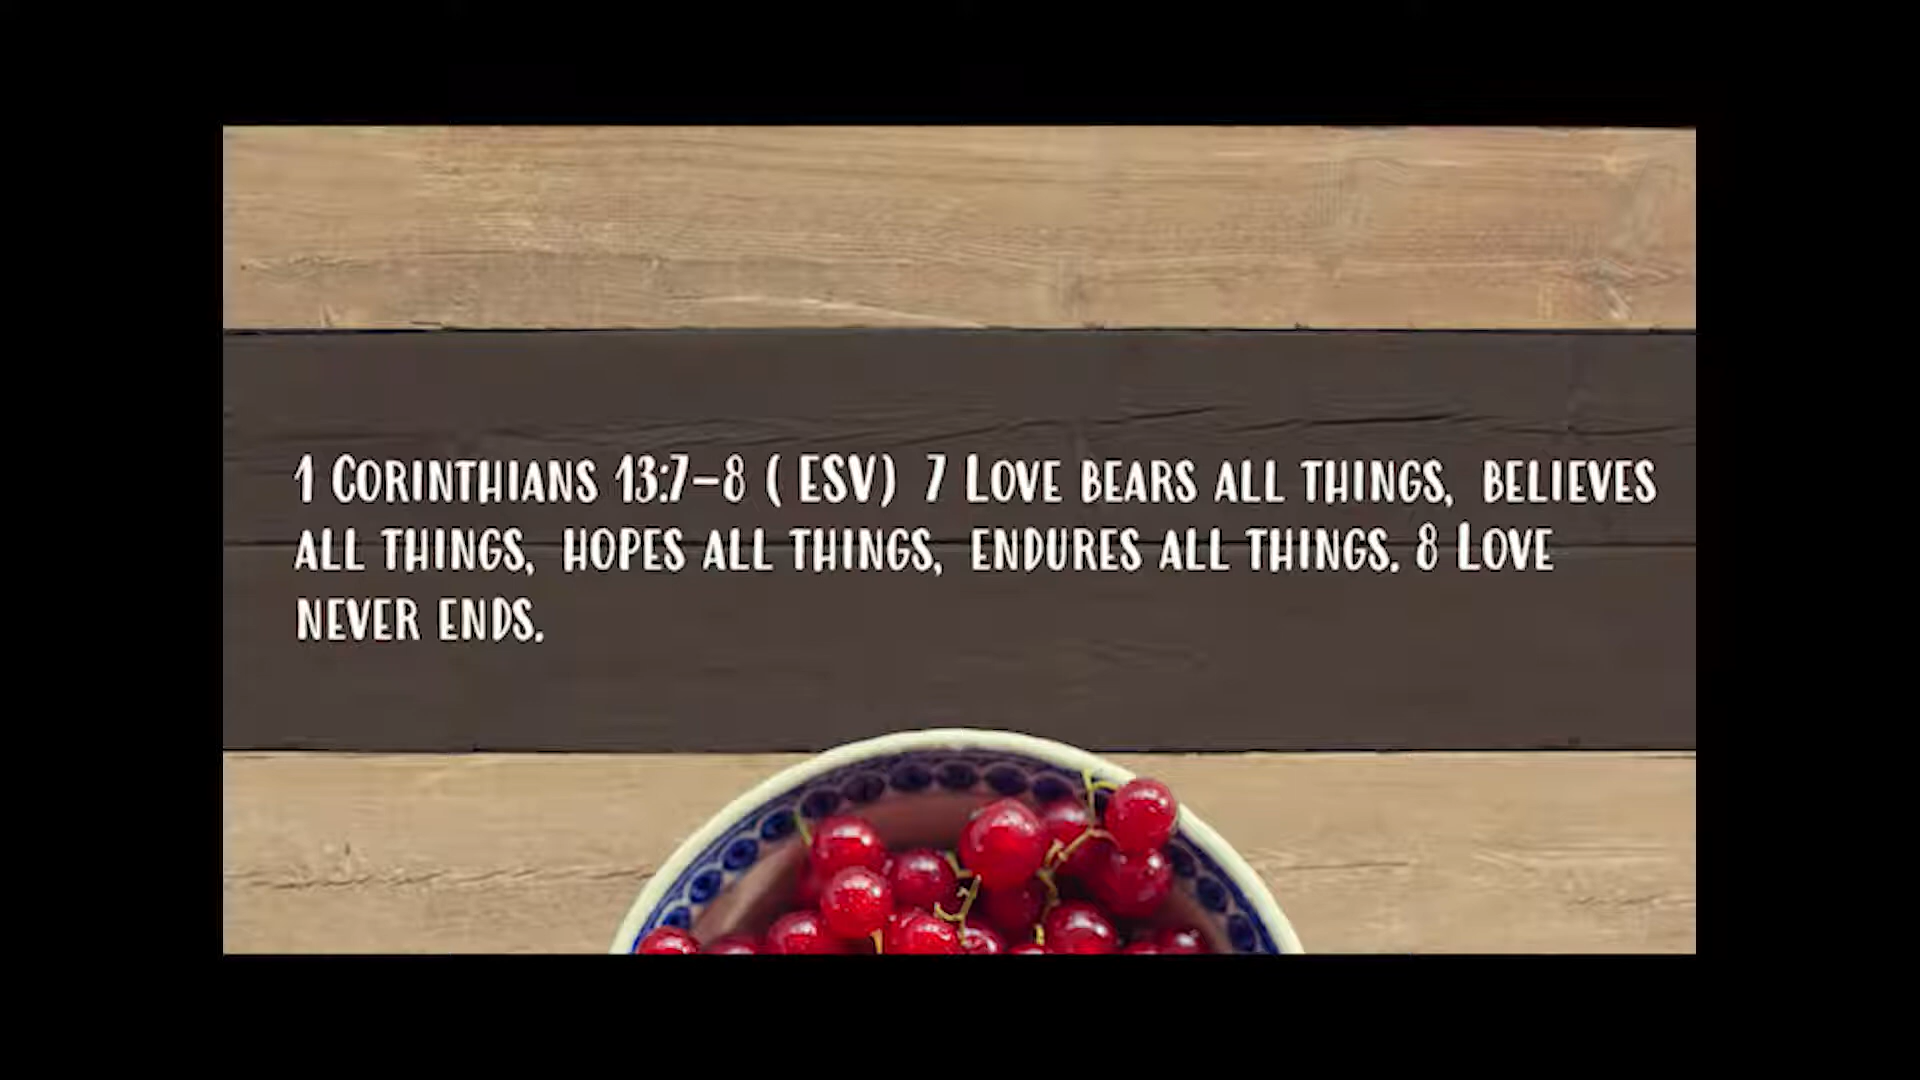 1 Corinthians 13:7–8 ( ESV)  7 Love bears all things,  believes
all things,  hopes all things,  endures all things. 8 Love
never ends.